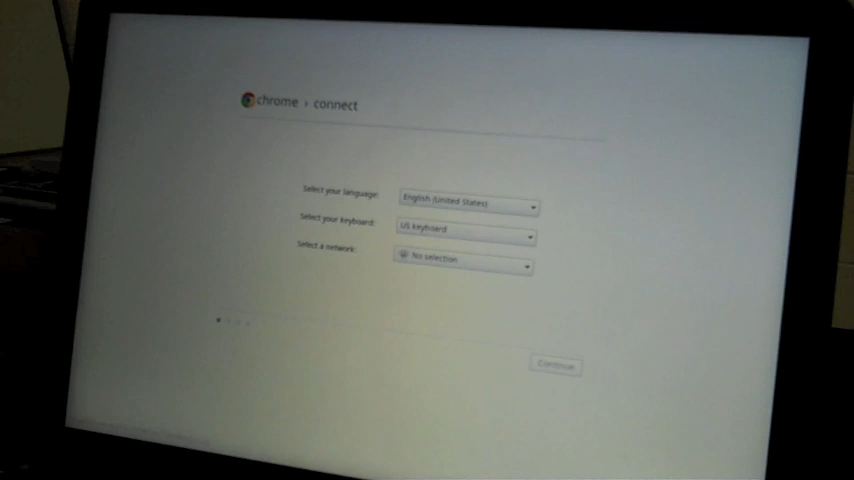 chrome › connect
Select your language: English (United States)
Select your keyboard: US keyboard
Select a network: No selection
Continue